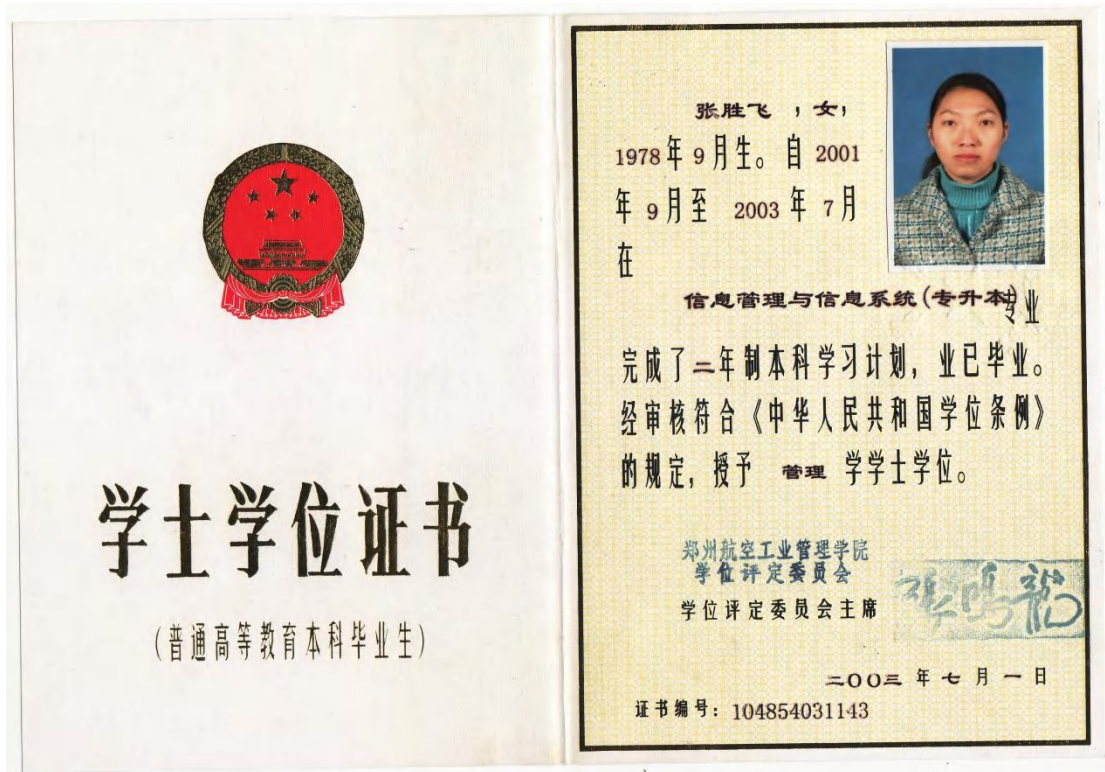 学士学位证书
(普通高等教育本科毕业生)
张胜飞 ，女，
1978年9月生。自2001
年9月至 2003年7月
在
信息管理与信息系统(专升本)专业
完成了二年制本科学习计划，业已毕业。
经审核符合《中华人民共和国学位条例》
的规定，授予 管理 学学士学位。
郑州航空工业管理学院
学位评定委员会
学位评定委员会主席
张鸣龙
二〇〇三年七月一日
证书编号：104854031143